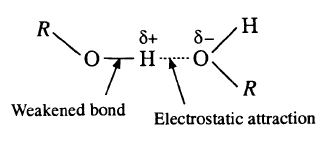 R
δ+ δ− H
O H O
R
Weakened bond
Electrostatic attraction